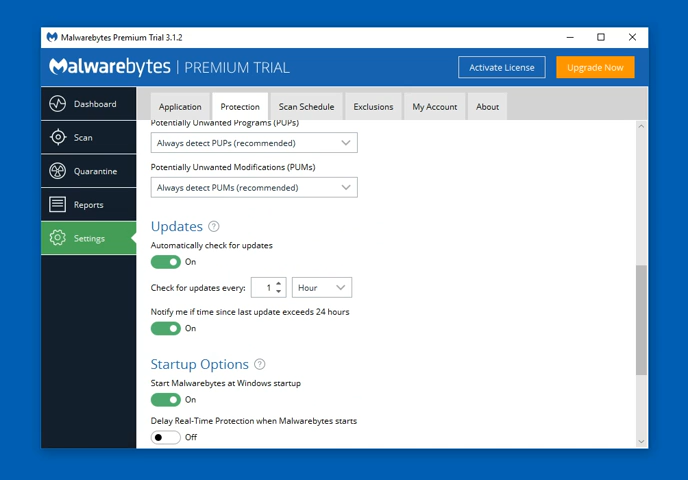 Malwarebytes Premium Trial 3.1.2
Malwarebytes | PREMIUM TRIAL
Activate License
Upgrade Now
Dashboard
Scan
Quarantine
Reports
Settings
Application Protection Scan Schedule Exclusions My Account About
Potentially Unwanted Programs (PUPs)
Always detect PUPs (recommended)
Potentially Unwanted Modifications (PUMs)
Always detect PUMs (recommended)
Updates ?
Automatically check for updates
On
Check for updates every: 1 Hour
Notify me if time since last update exceeds 24 hours
On
Startup Options ?
Start Malwarebytes at Windows startup
On
Delay Real-Time Protection when Malwarebytes starts
Off